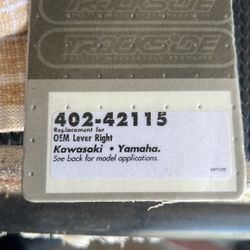 TRACKSIDE
TRACKSIDE
402-42115
Replacement for
OEM Lever Right
Kawasaki • Yamaha.
See back for model applications.